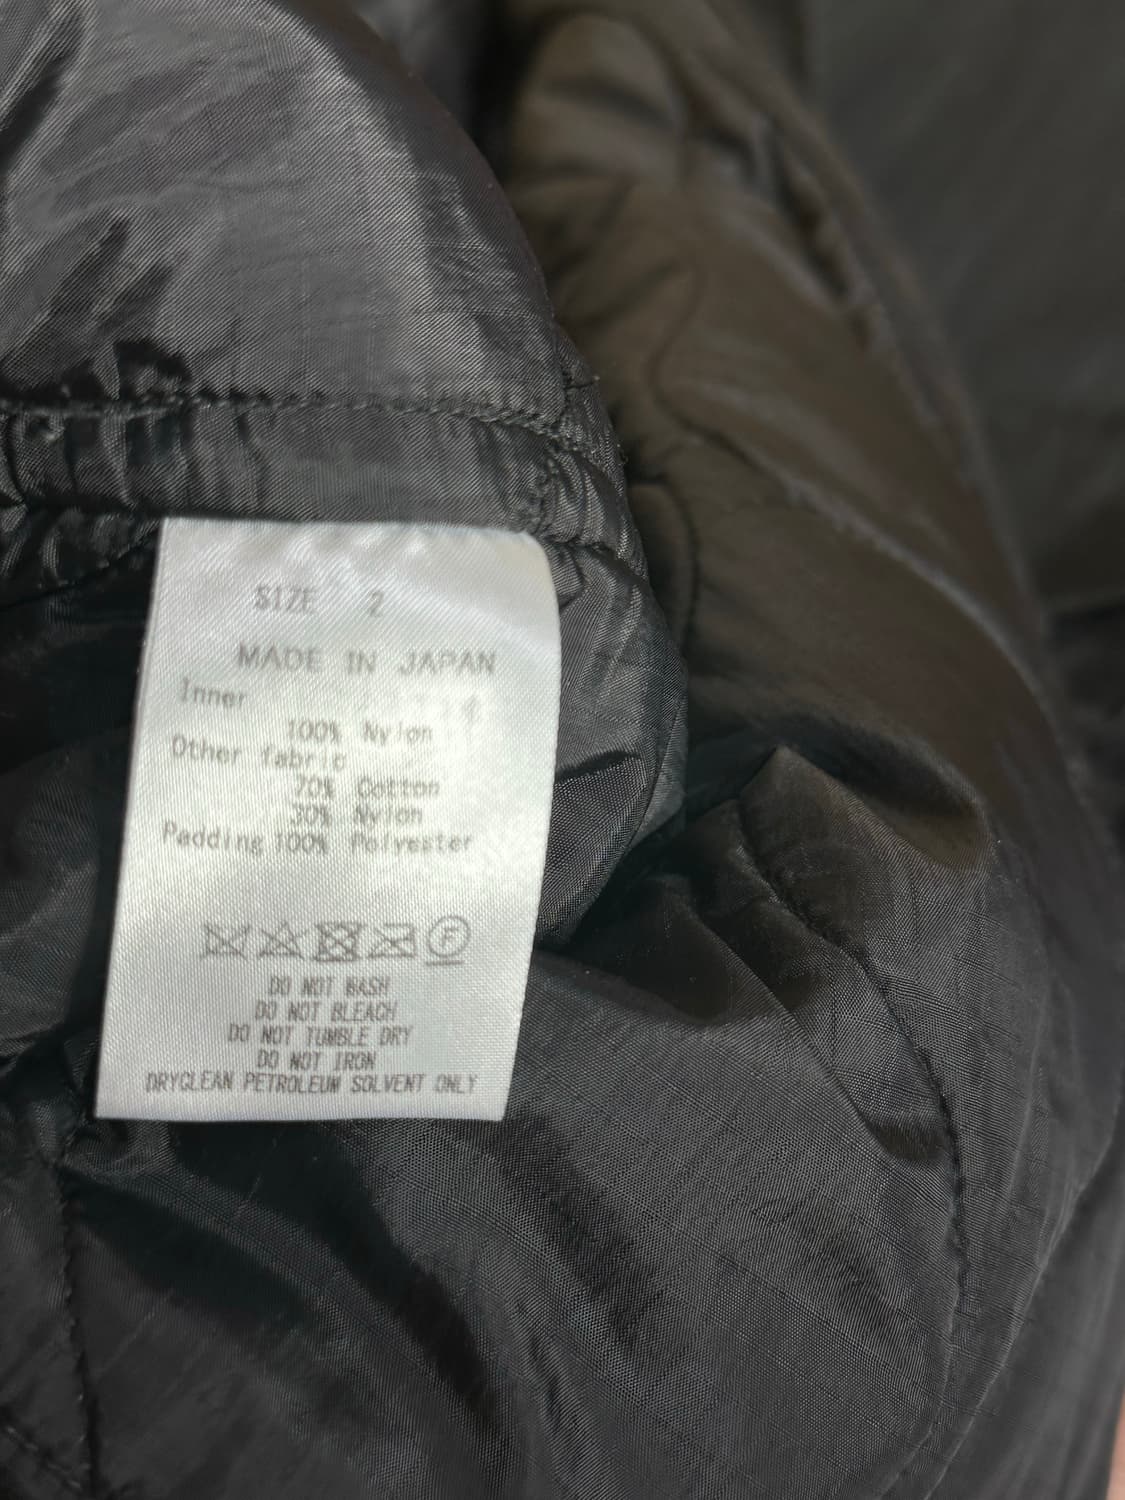 SIZE 2
MADE IN JAPAN
Inner
100% Nylon
Other fabric
70% Cotton
30% Nylon
Padding 100% Polyester
F
DO NOT WASH
DO NOT BLEACH
DO NOT TUMBLE DRY
DO NOT IRON
DRYCLEAN PETROLEUM SOLVENT ONLY